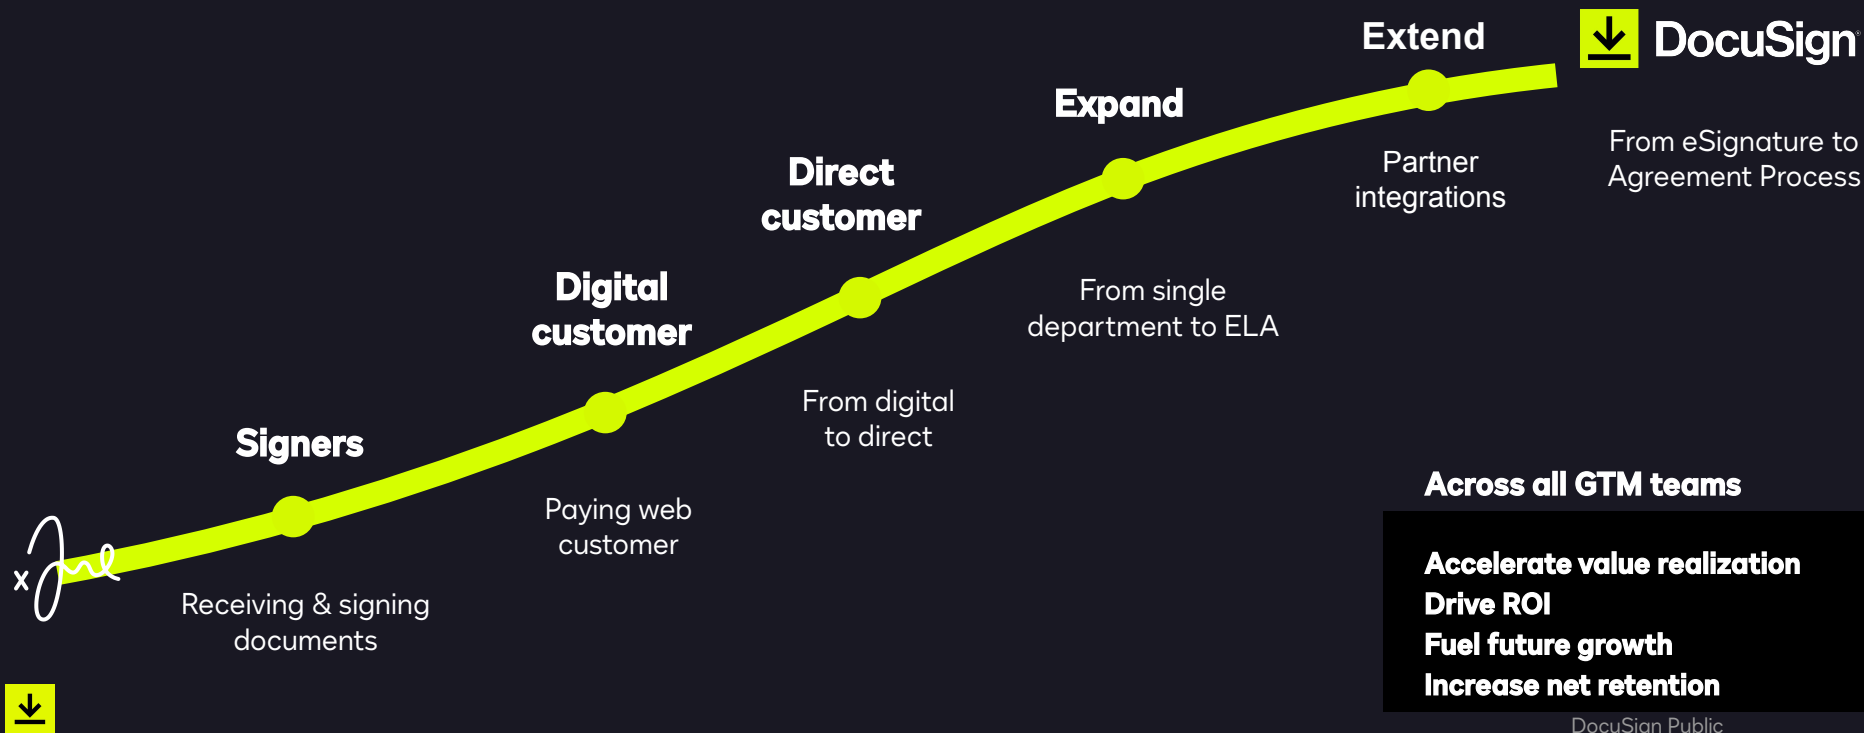 Extend
DocuSign
Expand
From eSignature to
Agreement Process
Partner
integrations
Direct
customer
Digital
customer
From single
department to ELA
From digital
to direct
Signers
Paying web
customer
x
Receiving & signing
documents
Across all GTM teams
Accelerate value realization
Drive ROI
Fuel future growth
Increase net retention
DocuSign Public